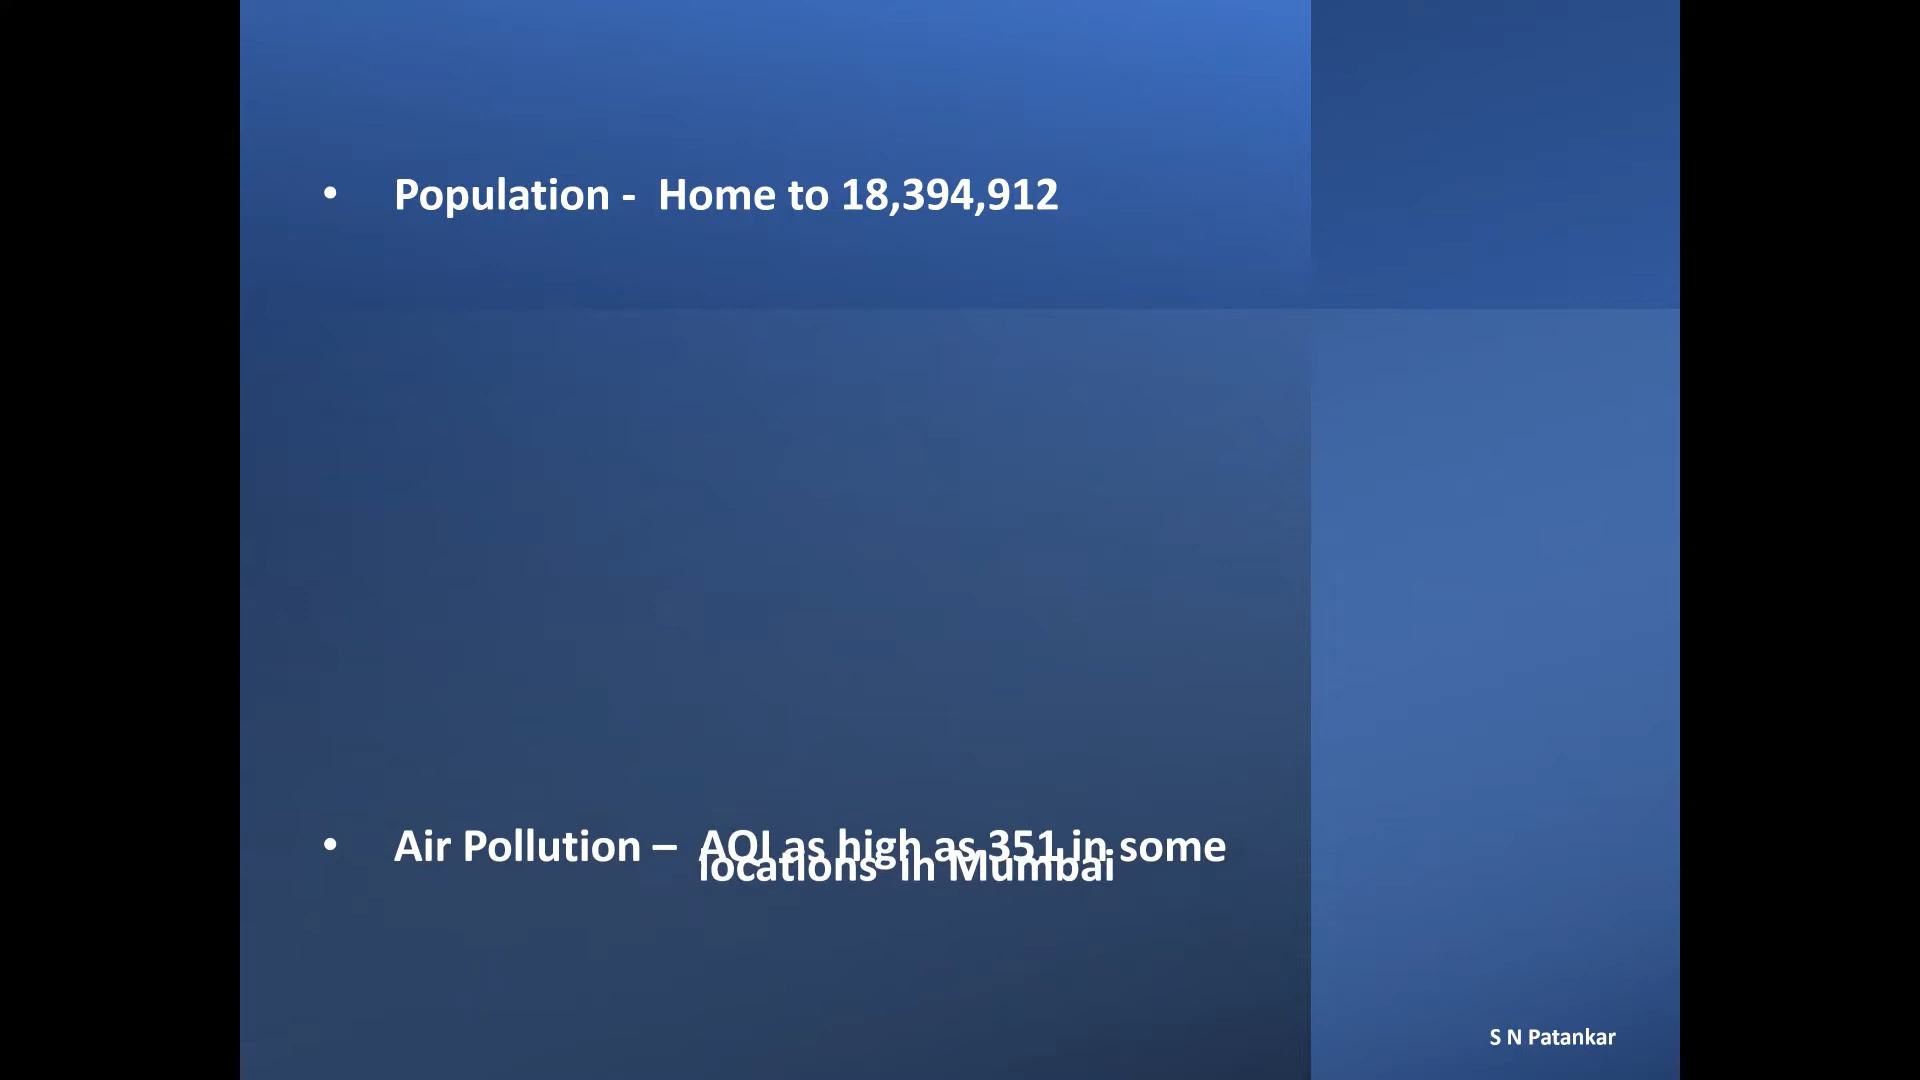 • Population - Home to 18,394,912
• Air Pollution – AQI as high as 351 in some
locations in Mumbai
S N Patankar